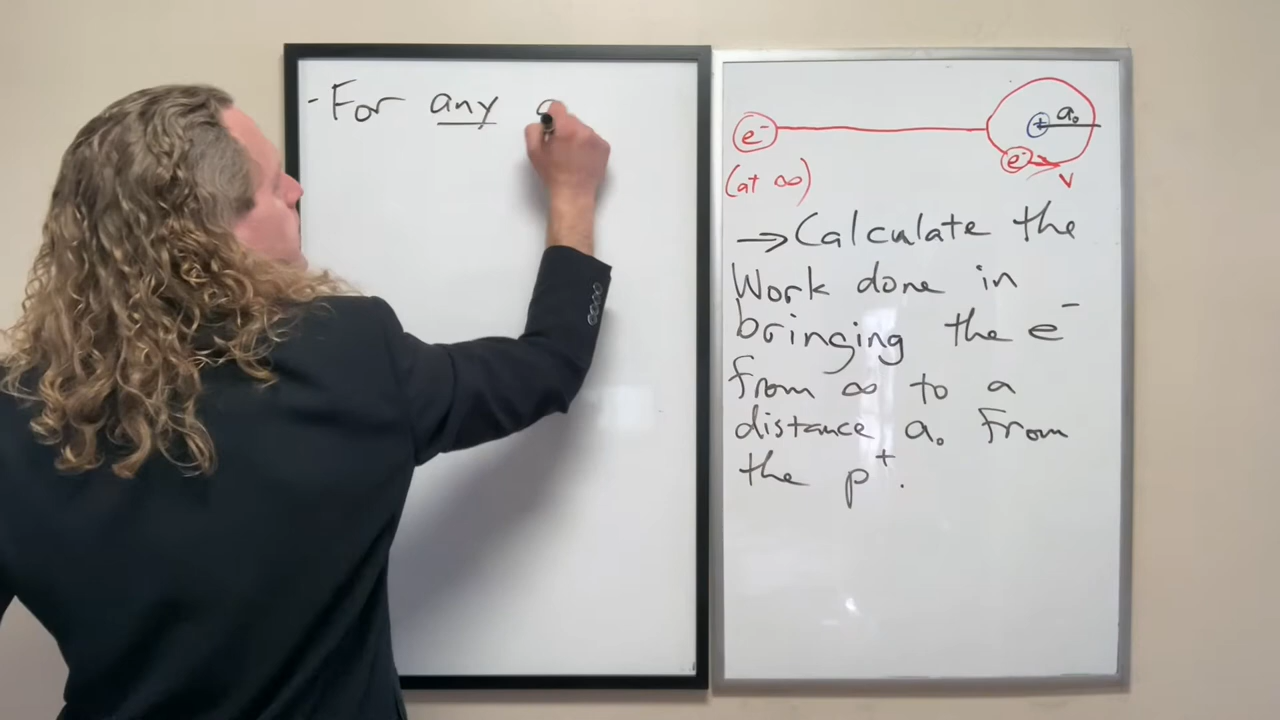 - For any
e⁻
(at ∞)
+
a₀
e⁻
v
→ Calculate the
Work done in
bringing the e⁻
from ∞ to a
distance a₀ from
the p⁺.